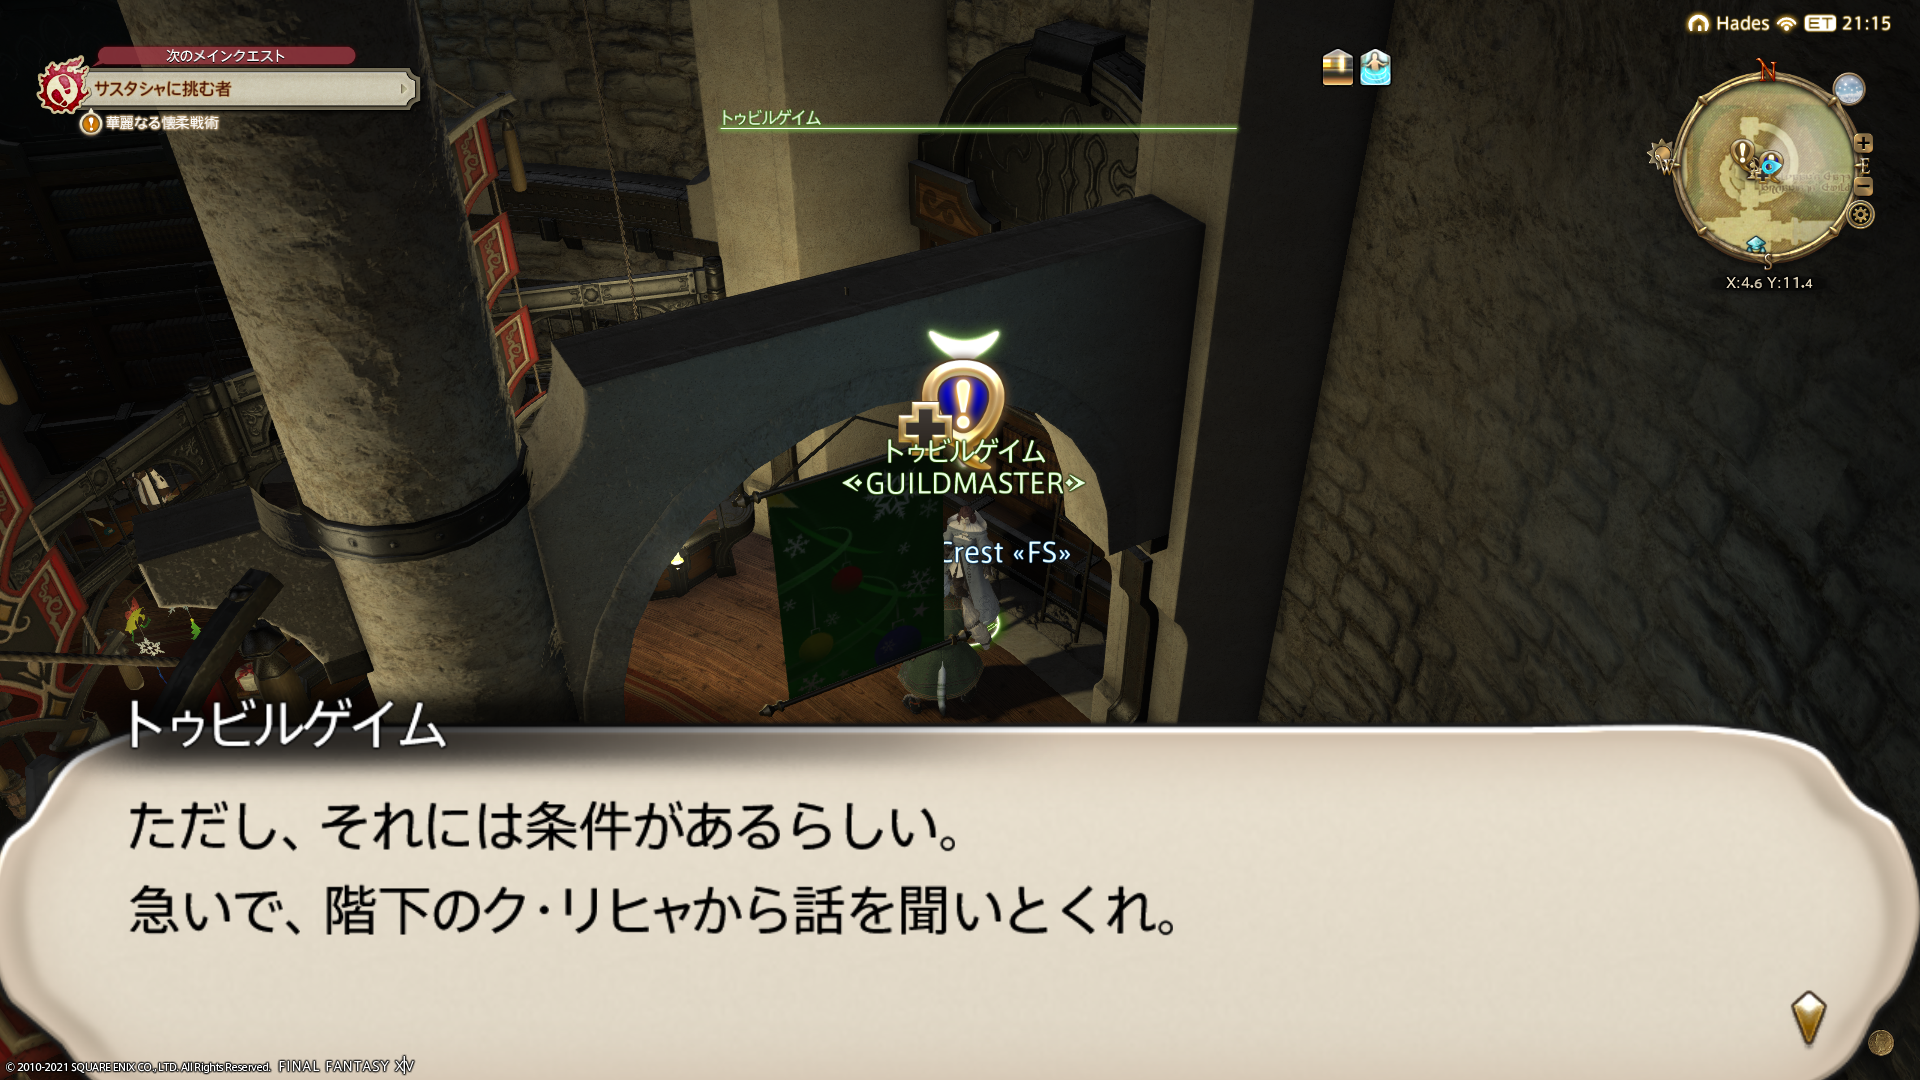 Hades ET 21:15
次のメインクエスト
サスタシャに挑む者
華麗なる懐柔戦術
トゥビルゲイム
N
W
E
S
X:4.6 Y:11.4
トゥビルゲイム
GUILDMASTER
Crest «FS»
トゥビルゲイム
ただし、それには条件があるらしい。
急いで、階下のク・リヒャから話を聞いとくれ。
© 2010-2021 SQUARE ENIX CO., LTD. All Rights Reserved. FINAL FANTASY XIV